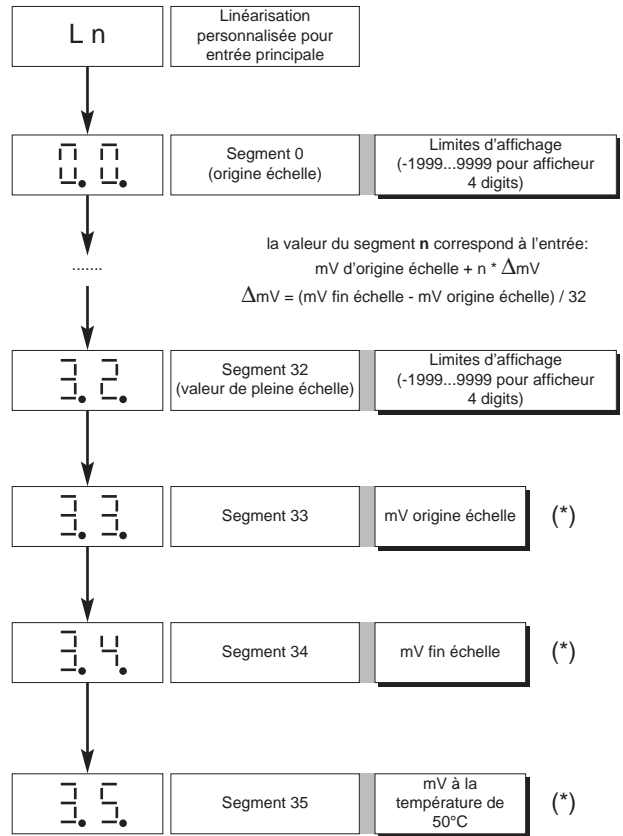 L n
Linéarisation
personnalisée pour
entrée principale
0. 0.
Segment 0
(origine échelle)
Limites d'affichage
(-1999...9999 pour afficheur
4 digits)
.......
la valeur du segment n correspond à l'entrée:
mV d'origine échelle + n * ΔmV
ΔmV = (mV fin échelle - mV origine échelle) / 32
3. 2.
Segment 32
(valeur de pleine échelle)
Limites d'affichage
(-1999...9999 pour afficheur
4 digits)
3. 3.
Segment 33
mV origine échelle
(*)
3. 4.
Segment 34
mV fin échelle
(*)
3. 5.
Segment 35
mV à la
température de
50°C
(*)